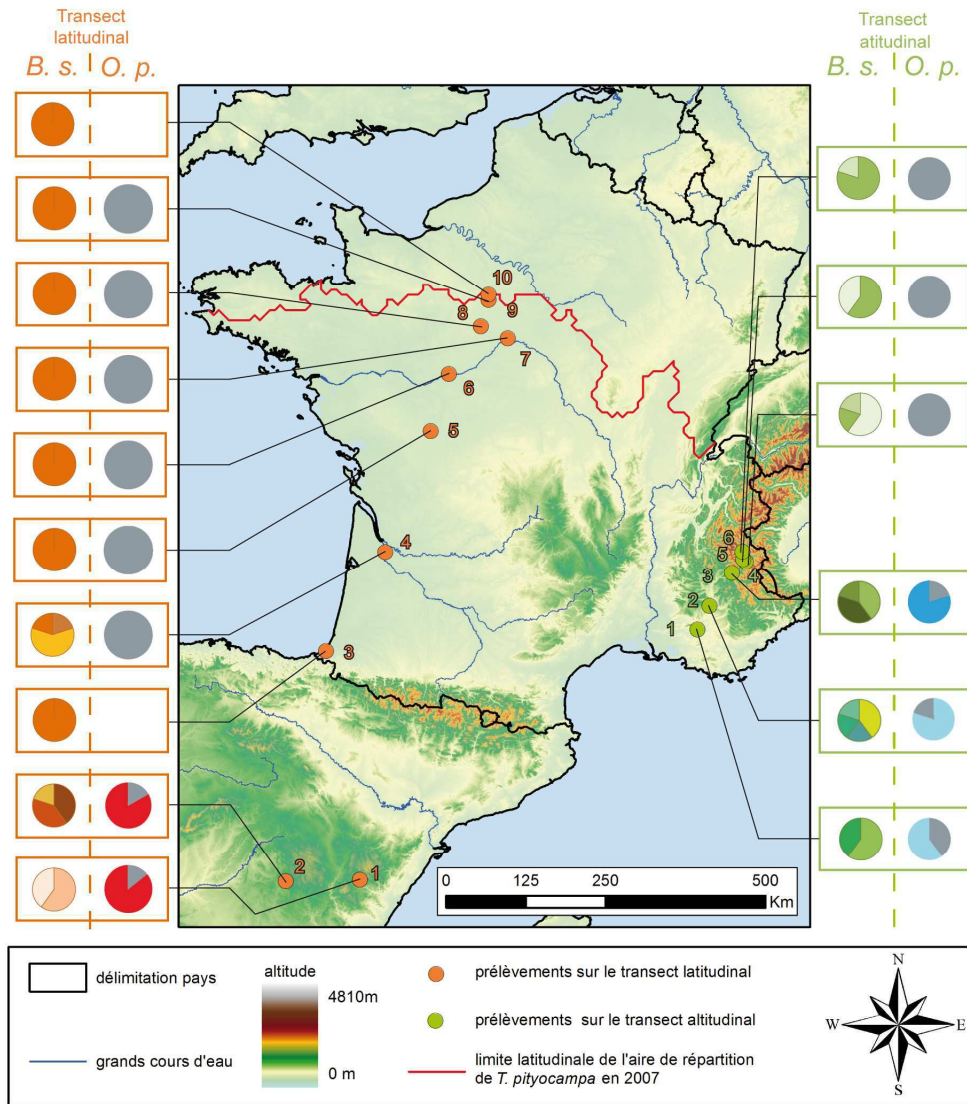 Transect
latitudinal
B. s. O. p.
Transect
atitudinal
B. s. O. p.
10
9
8
7
6
5
4
3
2
1
6
5
3 4
2
1
0 125 250 500
Km
délimitation pays
grands cours d'eau
altitude
4810m
0 m
prélèvements sur le transect latitudinal
prélèvements sur le transect altitudinal
limite latitudinale de l'aire de répartition
de T. pityocampa en 2007
N
W E
S